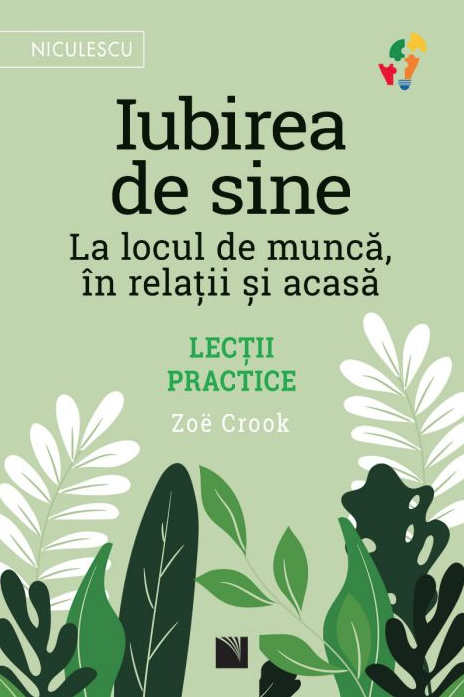 NICULESCU
Iubirea
de sine
La locul de muncă,
în relații și acasă
LECȚII
PRACTICE
Zoë Crook